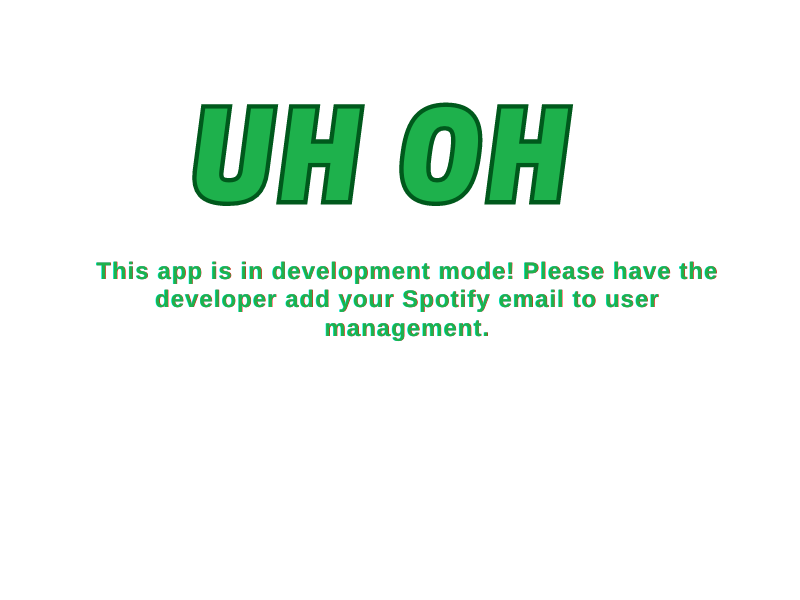 UH OH
This app is in development mode! Please have the
developer add your Spotify email to user
management.